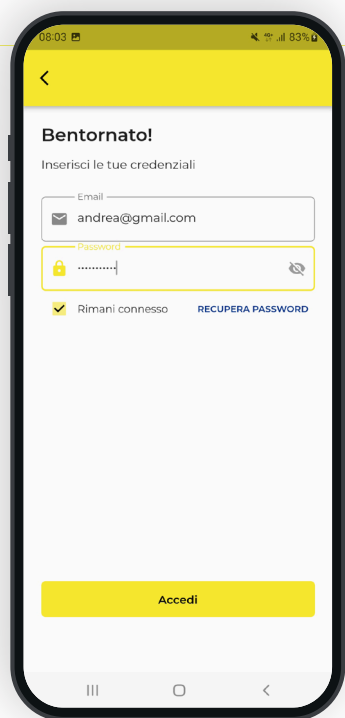 08:03 83%
Bentornato!
Inserisci le tue credenziali
Email
andrea@gmail.com
Password
···········
Rimani connesso RECUPERA PASSWORD
Accedi